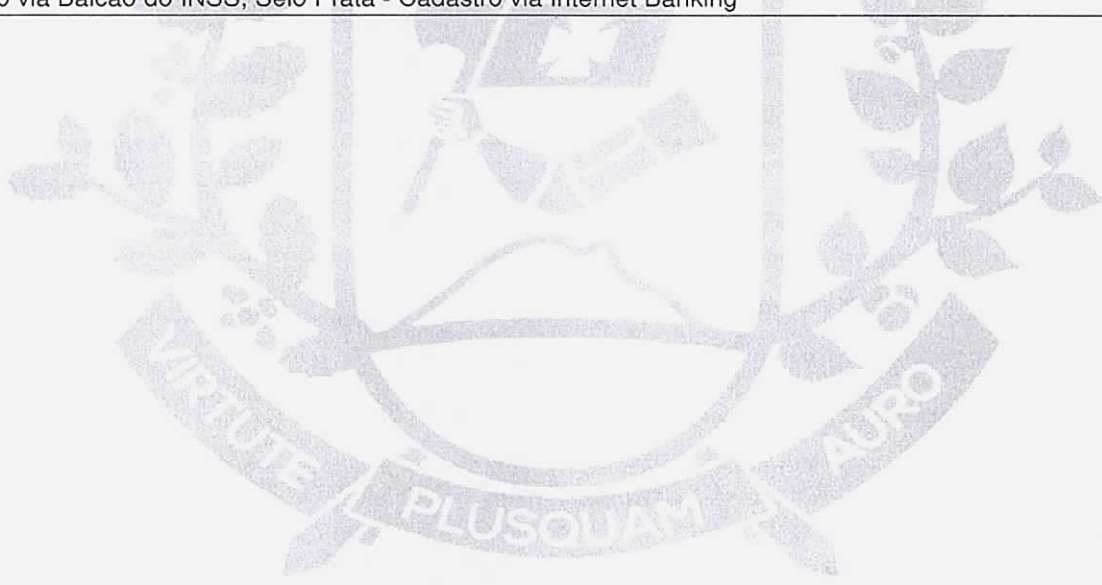 via Balcão do INSS, Selo Prata - Cadastro via Internet Banking
VIRTUTE
PLUSQUAM
AURO